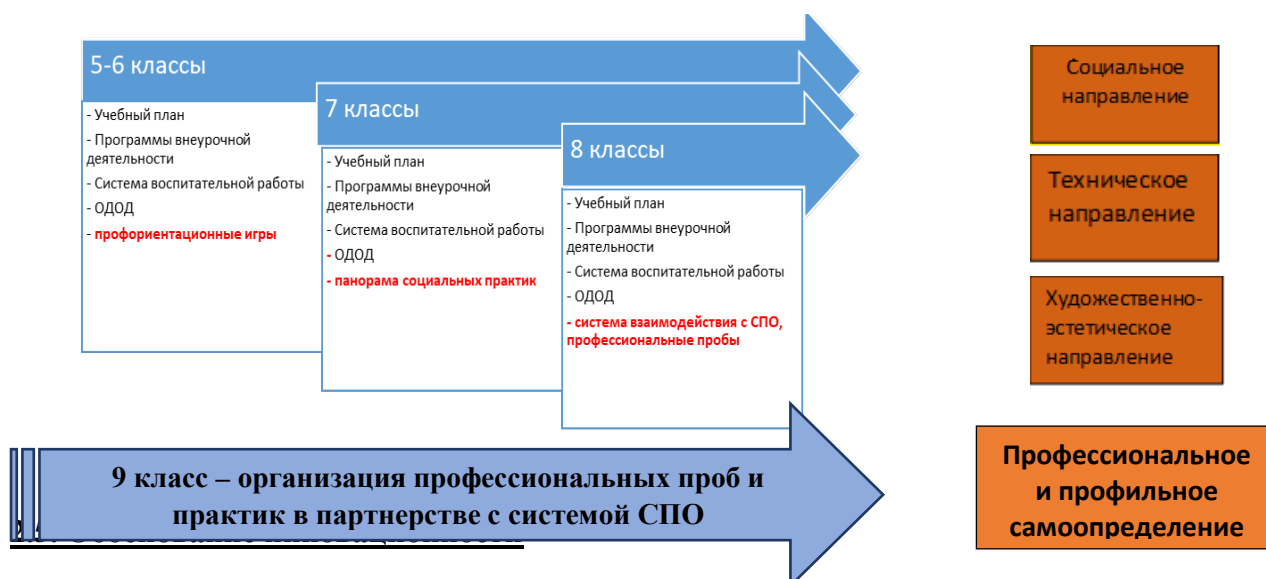 5-6 классы
- Учебный план
- Программы внеурочной
деятельности
- Система воспитательной работы
- ОДОД
- профориентационные игры
7 классы
- Учебный план
- Программы внеурочной
деятельности
- Система воспитательной работы
- ОДОД
- панорама социальных практик
8 классы
- Учебный план
- Программы внеурочной
деятельности
- Система воспитательной работы
- ОДОД
- система взаимодействия с СПО,
профессиональные пробы
Социальное
направление
Техническое
направление
Художественно-
эстетическое
направление
9 класс – организация профессиональных проб и
практик в партнерстве с системой СПО
Профессиональное
и профильное
самоопределение